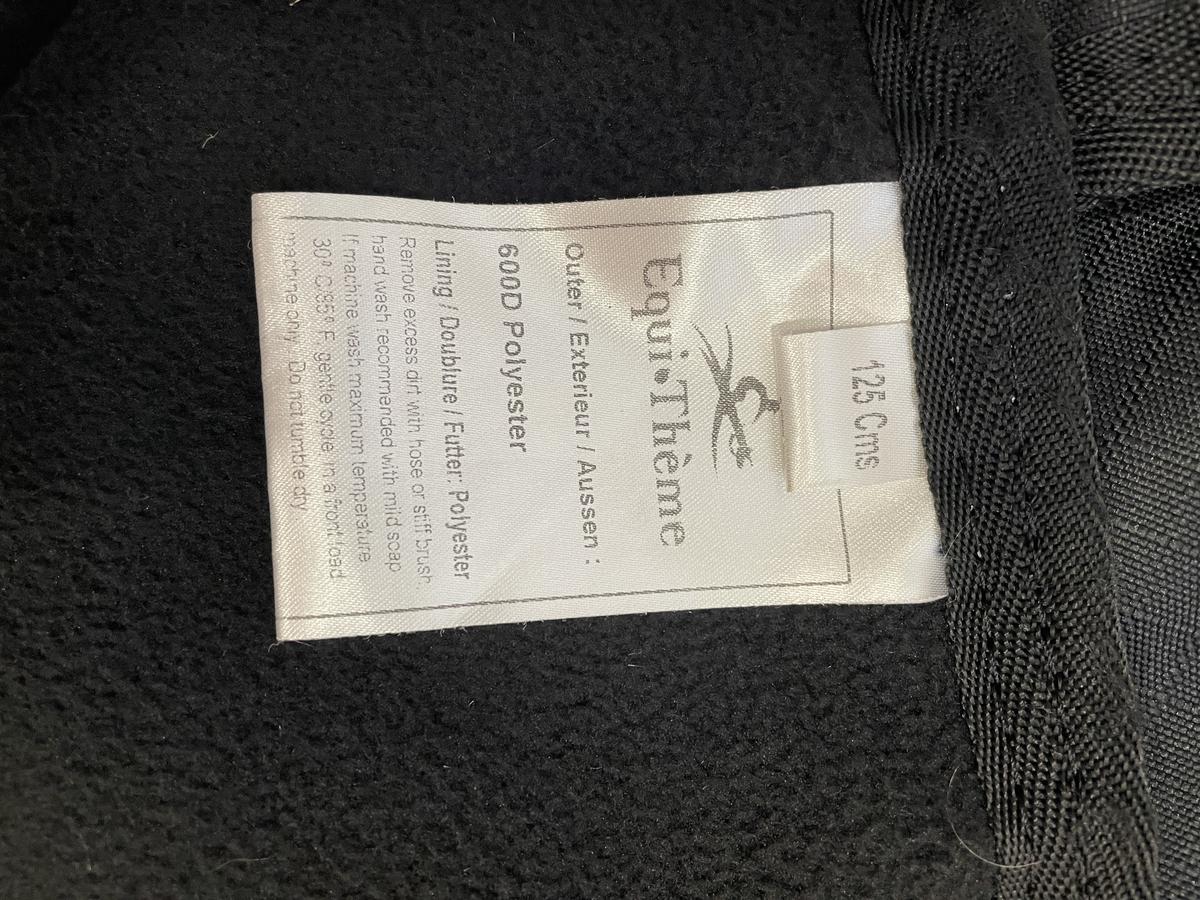 125 Cms
Equi•Thème
Outer / Exterieur / Aussen :
600D Polyester
Lining / Doublure / Futter: Polyester
Remove excess dirt with hose or stiff brush,
hand wash recommended with mild soap
If machine wash maximum temperature
30º C/85º F, gentle cycle, in a front load
machine only. Do not tumble dry